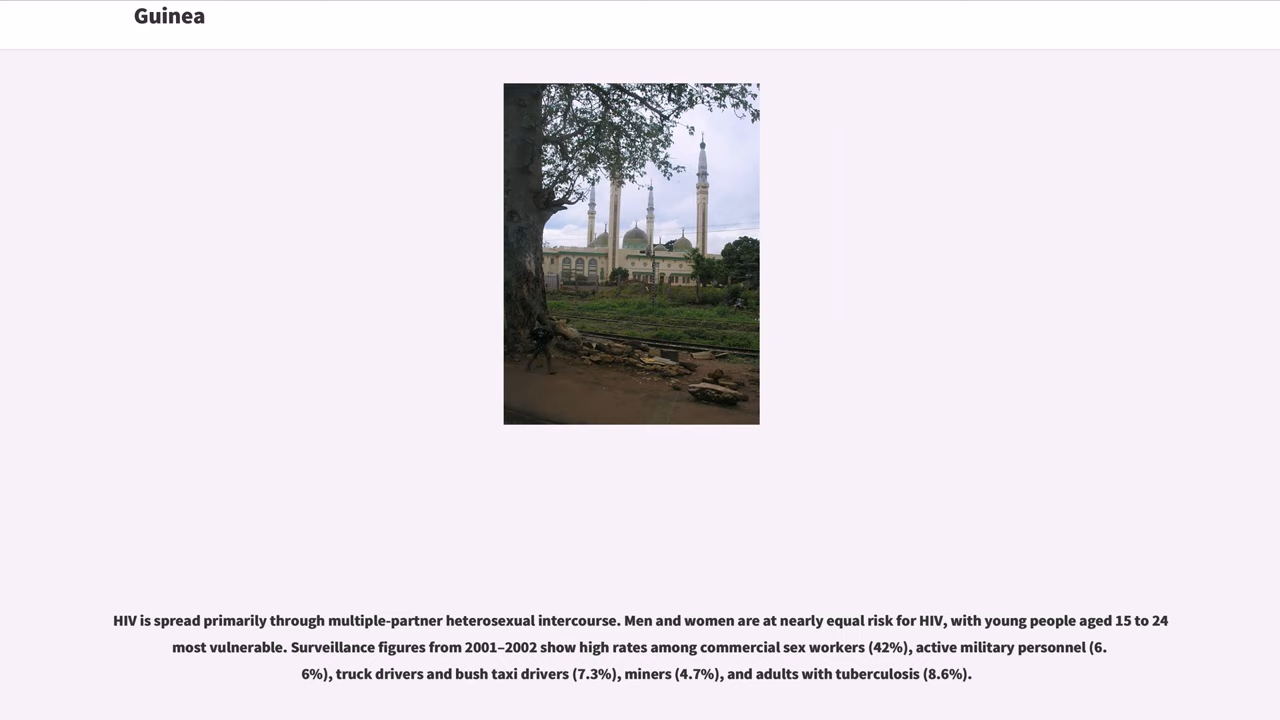 Guinea
HIV is spread primarily through multiple-partner heterosexual intercourse. Men and women are at nearly equal risk for HIV, with young people aged 15 to 24
most vulnerable. Surveillance figures from 2001–2002 show high rates among commercial sex workers (42%), active military personnel (6.
6%), truck drivers and bush taxi drivers (7.3%), miners (4.7%), and adults with tuberculosis (8.6%).